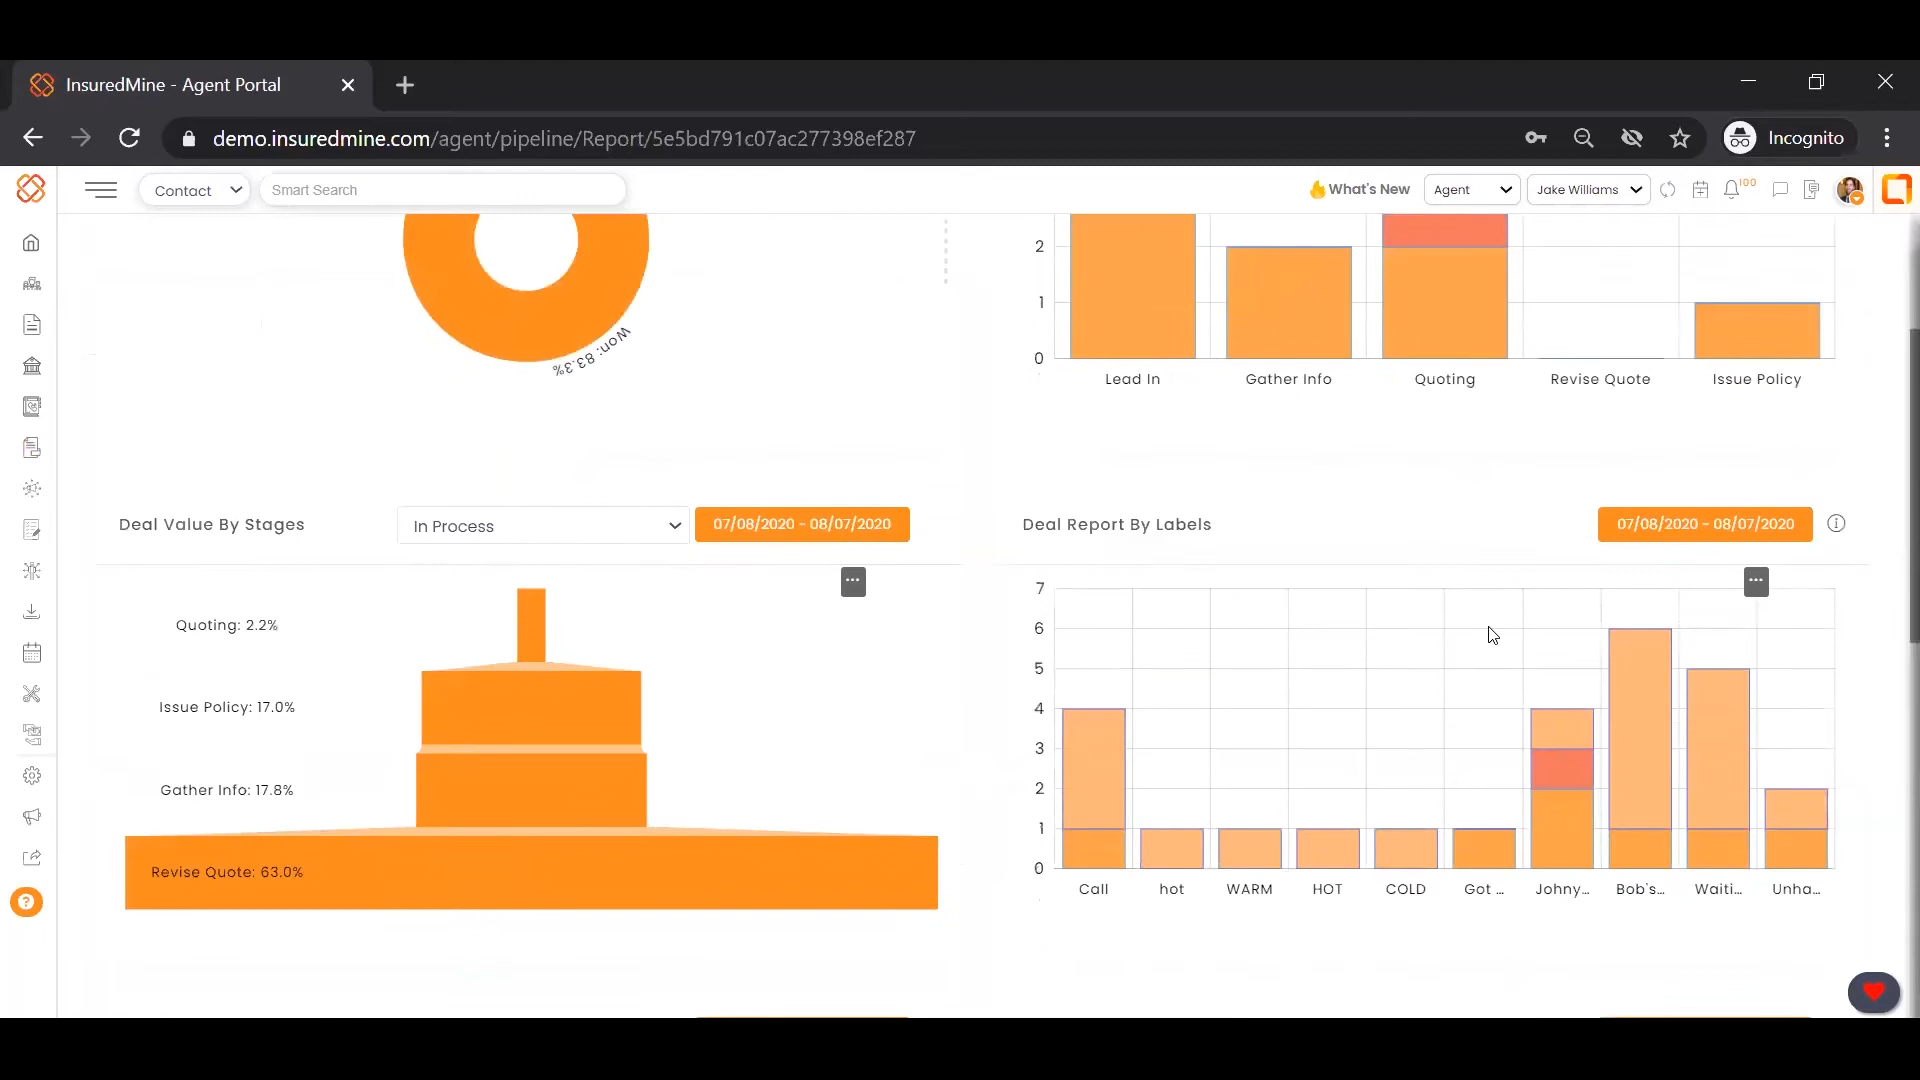 InsuredMine - Agent Portal
demo.insuredmine.com/agent/pipeline/Report/5e5bd791c07ac277398ef287
Incognito
Contact
Smart Search
What's New
Agent
Jake Williams
100
Won: 83.3%
2
1
0
Lead In
Gather Info
Quoting
Revise Quote
Issue Policy
Deal Value By Stages
In Process
07/08/2020 - 08/07/2020
Quoting: 2.2%
Issue Policy: 17.0%
Gather Info: 17.8%
Revise Quote: 63.0%
Deal Report By Labels
07/08/2020 - 08/07/2020
7
6
5
4
3
2
1
0
Call
hot
WARM
HOT
COLD
Got ...
Johny...
Bob's...
Waiti...
Unha...